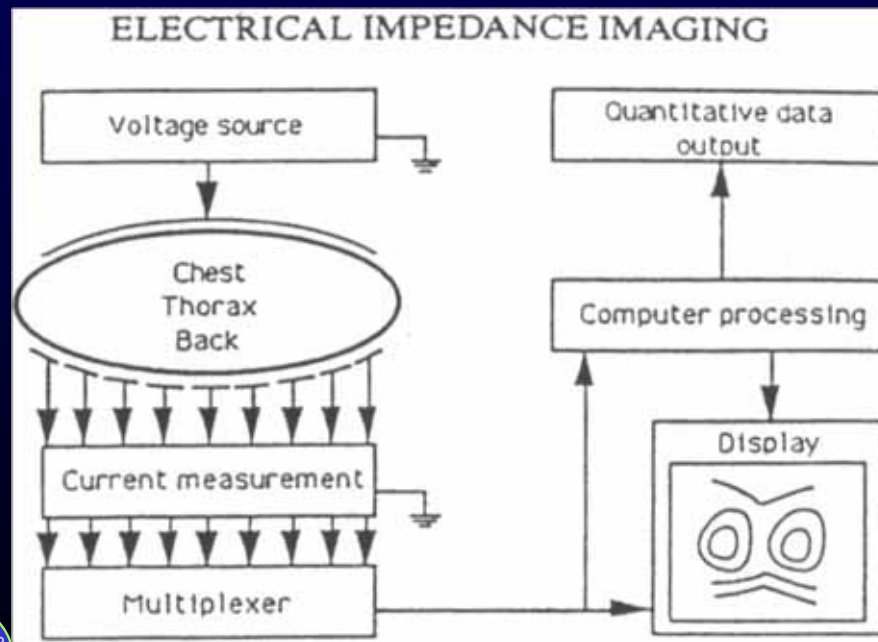 ELECTRICAL IMPEDANCE IMAGING
Voltage source
Chest
Thorax
Back
Current measurement
Multiplexer
Quantitative data
output
Computer processing
Display